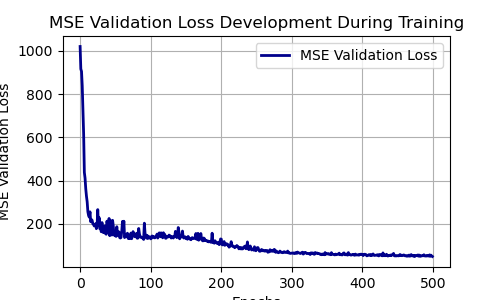 MSE Validation Loss Development During Training
MSE Validation Loss
MSE Validation Loss
1000
800
600
400
200
0
100
200
300
400
500
Epochs